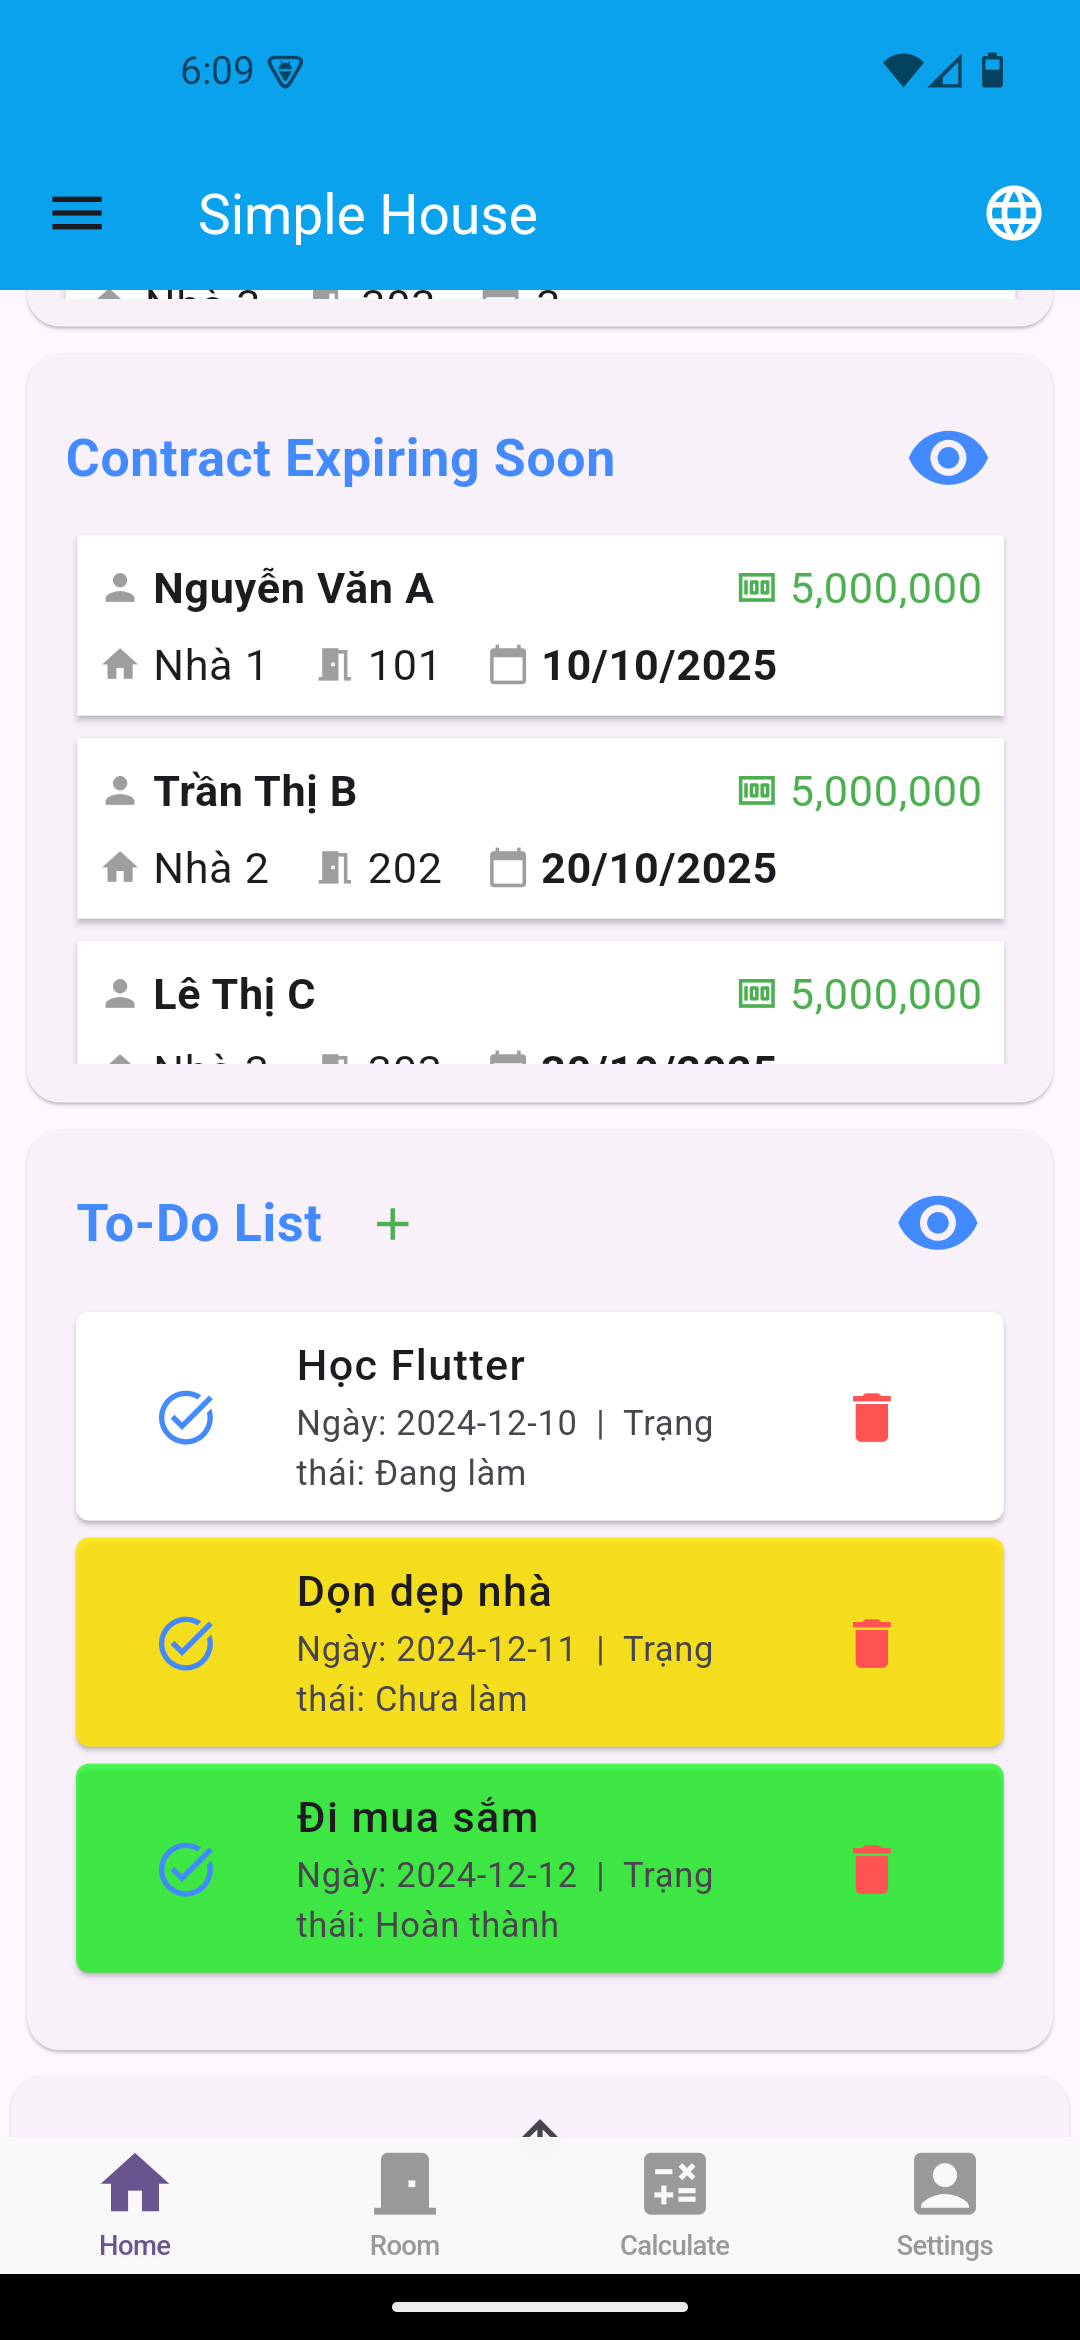 6:09
Simple House
Contract Expiring Soon
Nguyễn Văn A 5,000,000
Nhà 1 101 10/10/2025
Trần Thị B 5,000,000
Nhà 2 202 20/10/2025
Lê Thị C 5,000,000
To-Do List +
Học Flutter
Ngày: 2024-12-10 | Trạng
thái: Đang làm
Dọn dẹp nhà
Ngày: 2024-12-11 | Trạng
thái: Chưa làm
Đi mua sắm
Ngày: 2024-12-12 | Trạng
thái: Hoàn thành
Home Room Calculate Settings